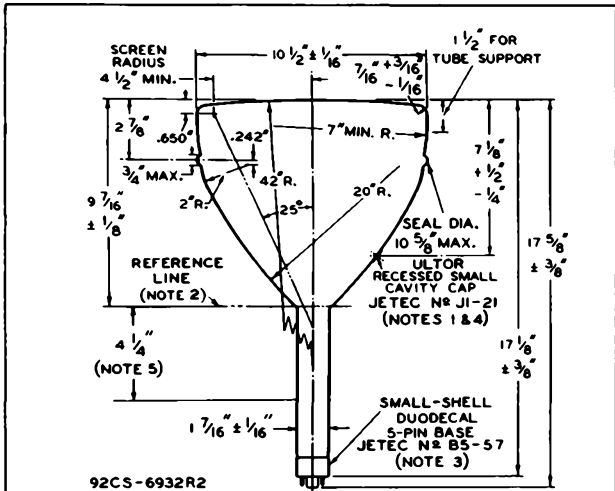 SCREEN
RADIUS
4 1/2" MIN.
10 1/2" ± 1/16"
7/16" +3/16"
-1/16"
1 1/2" FOR
TUBE SUPPORT
2 7/8"
.650"
.242"
7" MIN. R.
7 1/8"
+ 1/2"
- 1/4"
3/4" MAX.
42" R.
20" R.
2" R.
25°
9 7/16"
± 1/8"
SEAL DIA.
10 5/8" MAX.
17 5/8"
± 3/8"
ULTOR
RECESSED SMALL
CAVITY CAP
JETEC Nº J1-21
(NOTES 1 & 4)
REFERENCE
LINE
(NOTE 2)
4 1/4"
(NOTE 5)
17 1/8"
± 3/8"
1 7/16" ± 1/16"
SMALL-SHELL
DUODECAL
5-PIN BASE
JETEC Nº B5-57
(NOTE 3)
92CS-6932R2